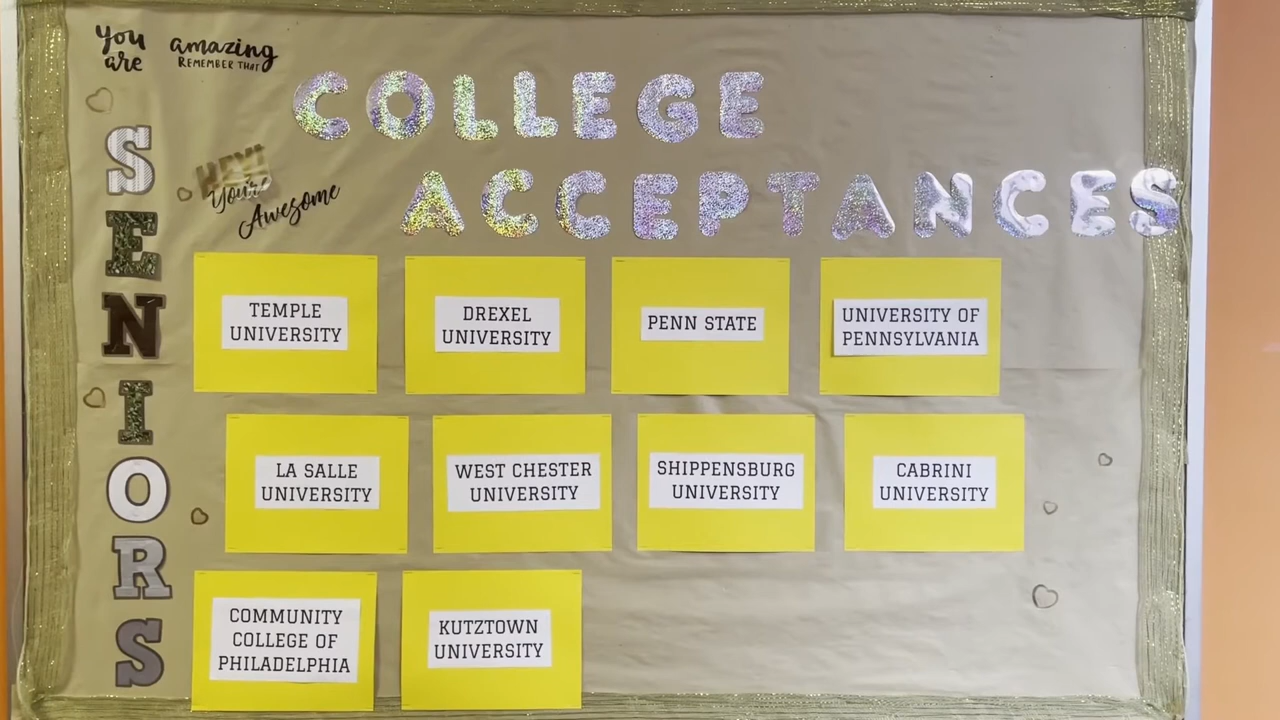 you are
amazing
REMEMBER THAT
COLLEGE
ACCEPTANCES
SENIORS
HEY!
You're
Awesome
TEMPLE
UNIVERSITY
DREXEL
UNIVERSITY
PENN STATE
UNIVERSITY OF
PENNSYLVANIA
LA SALLE
UNIVERSITY
WEST CHESTER
UNIVERSITY
SHIPPENSBURG
UNIVERSITY
CABRINI
UNIVERSITY
COMMUNITY
COLLEGE OF
PHILADELPHIA
KUTZTOWN
UNIVERSITY